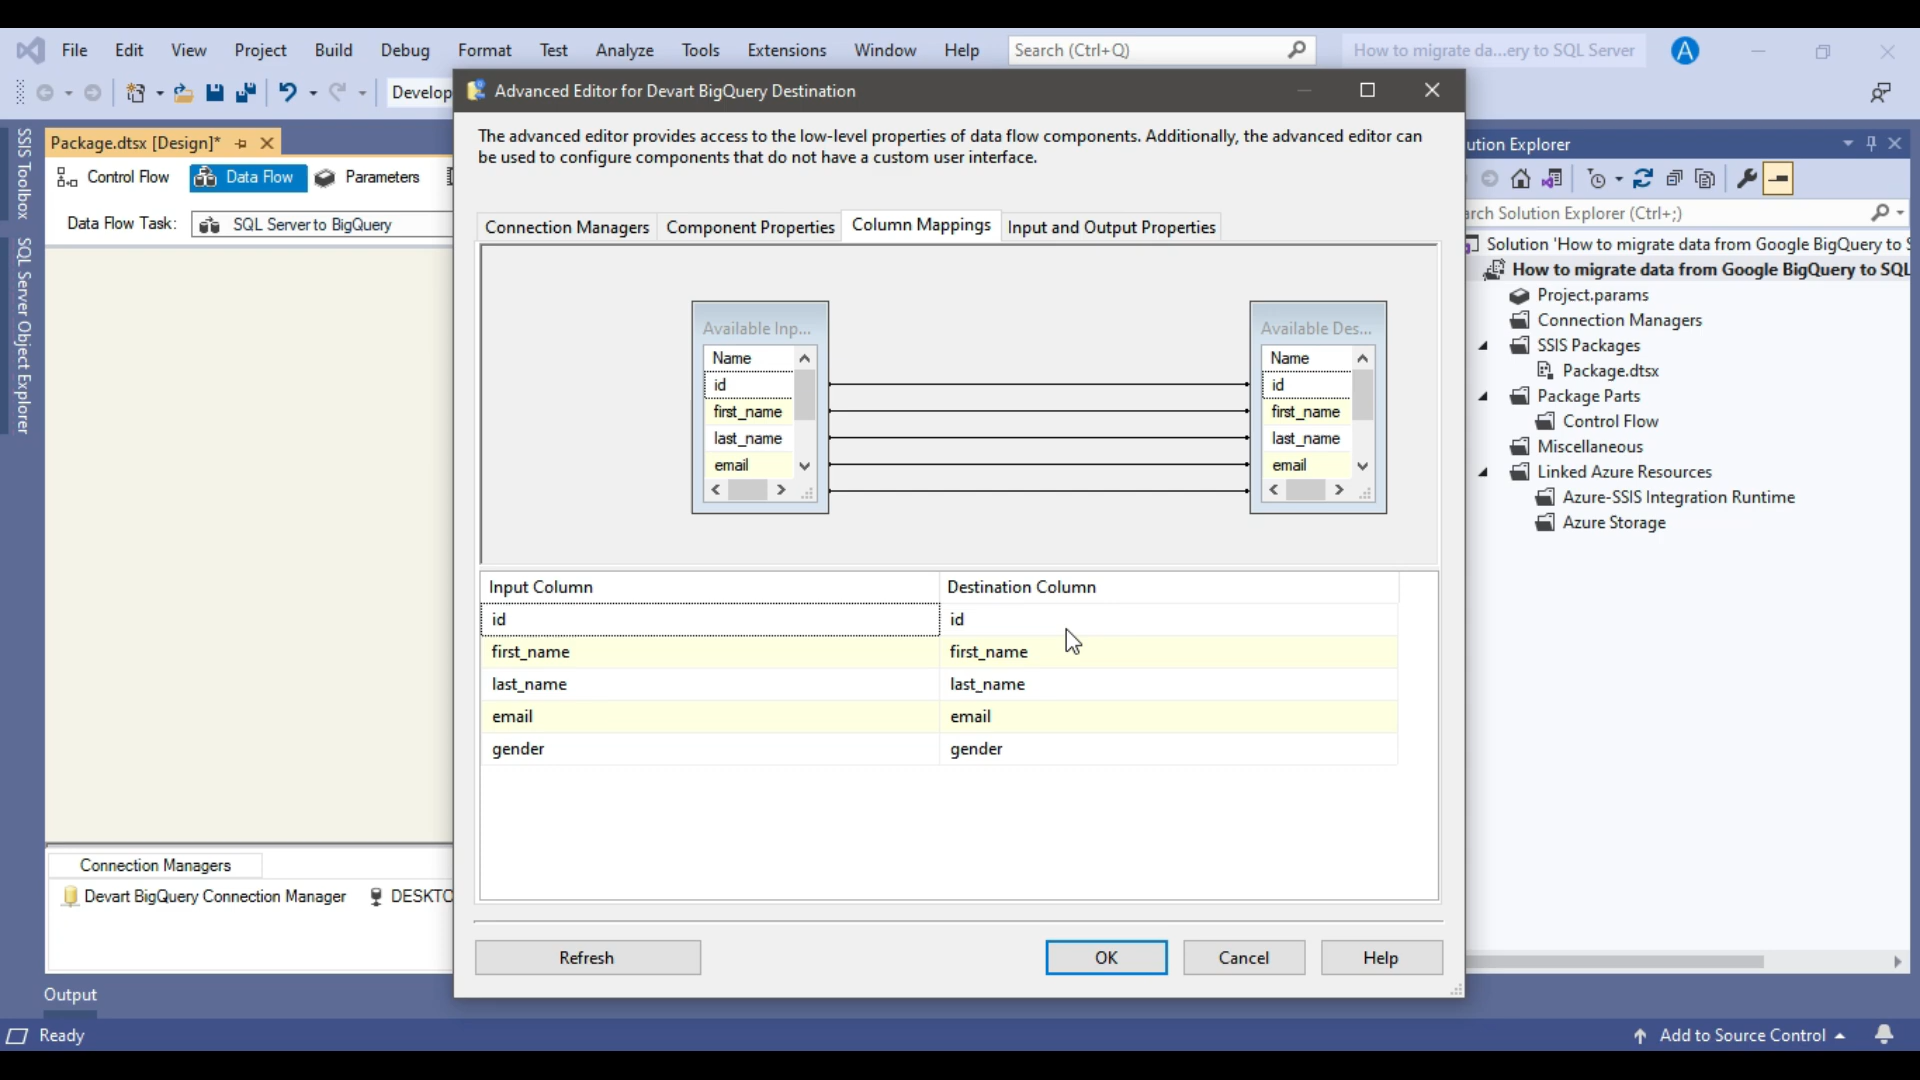 File Edit View Project Build Debug Format Test Analyze Tools Extensions Window Help Search (Ctrl+Q) How to migrate da...ery to SQL Server A
Develop
Advanced Editor for Devart BigQuery Destination
The advanced editor provides access to the low-level properties of data flow components. Additionally, the advanced editor can
be used to configure components that do not have a custom user interface.
SSIS Toolbox
SQL Server Object Explorer
Package.dtsx [Design]*
Control Flow Data Flow Parameters
Data Flow Task: SQL Server to BigQuery
Connection Managers Component Properties Column Mappings Input and Output Properties
Available Inp...
Name
id
first_name
last_name
email
Available Des...
Name
id
first_name
last_name
email
Input Column Destination Column
id id
first_name first_name
last_name last_name
email email
gender gender
Refresh OK Cancel Help
ution Explorer
arch Solution Explorer (Ctrl+;)
Solution 'How to migrate data from Google BigQuery to S
How to migrate data from Google BigQuery to SQL
Project.params
Connection Managers
SSIS Packages
Package.dtsx
Package Parts
Control Flow
Miscellaneous
Linked Azure Resources
Azure-SSIS Integration Runtime
Azure Storage
Connection Managers
Devart BigQuery Connection Manager DESKTO
Output
Ready Add to Source Control